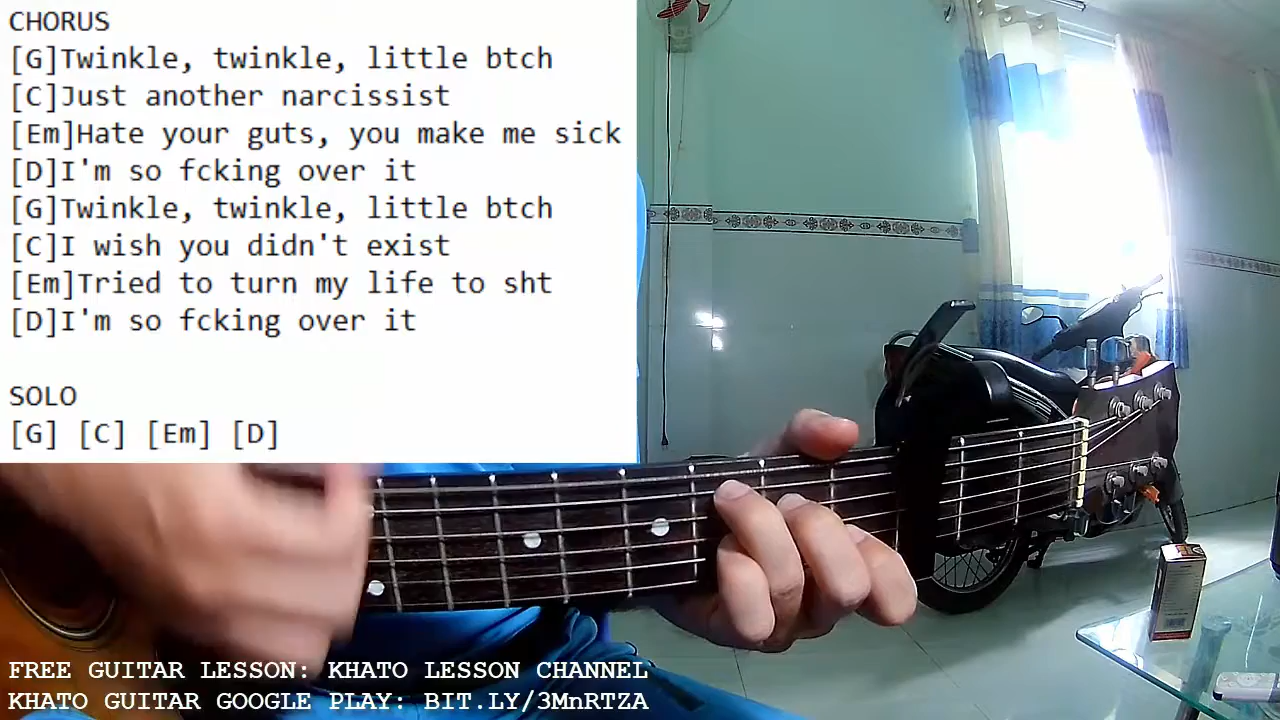 CHORUS
[G]Twinkle, twinkle, little btch
[C]Just another narcissist
[Em]Hate your guts, you make me sick
[D]I'm so fcking over it
[G]Twinkle, twinkle, little btch
[C]I wish you didn't exist
[Em]Tried to turn my life to sht
[D]I'm so fcking over it
SOLO
[G] [C] [Em] [D]
FREE GUITAR LESSON: KHATO LESSON CHANNEL
KHATO GUITAR GOOGLE PLAY: BIT.LY/3MnRTZA